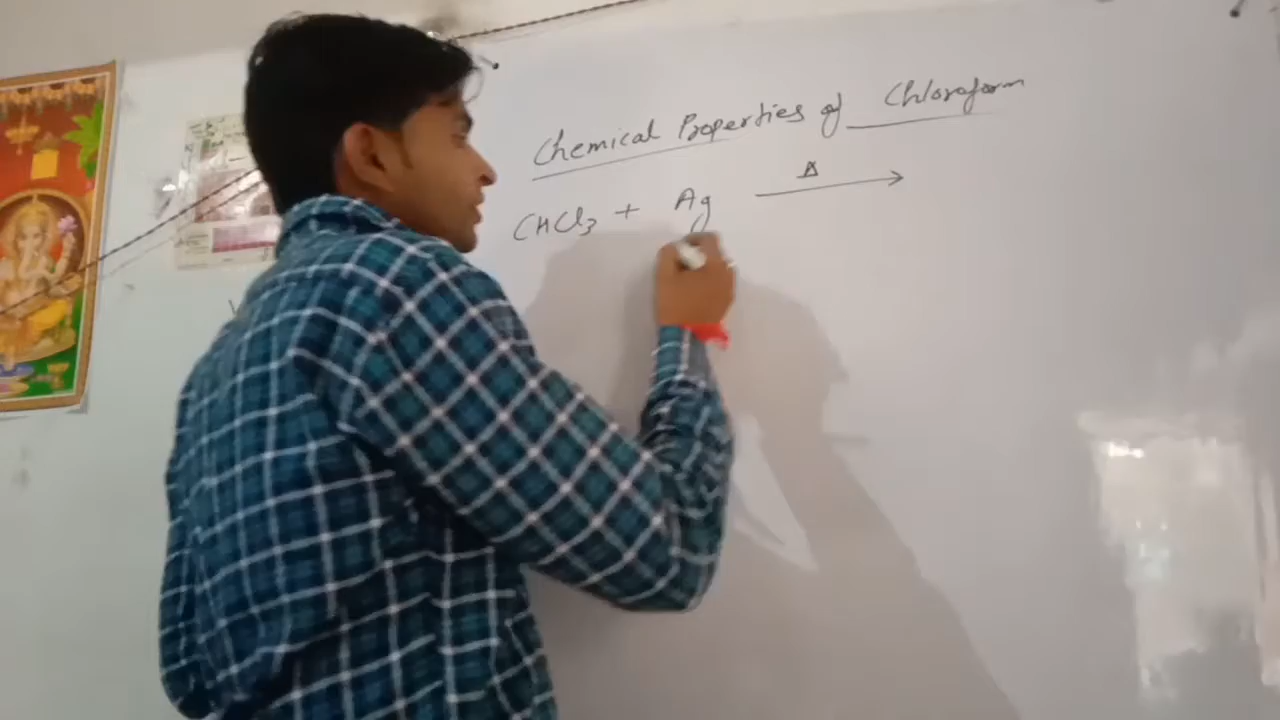 Chemical Properties of Chloroform
CHCl3 + Ag Δ →